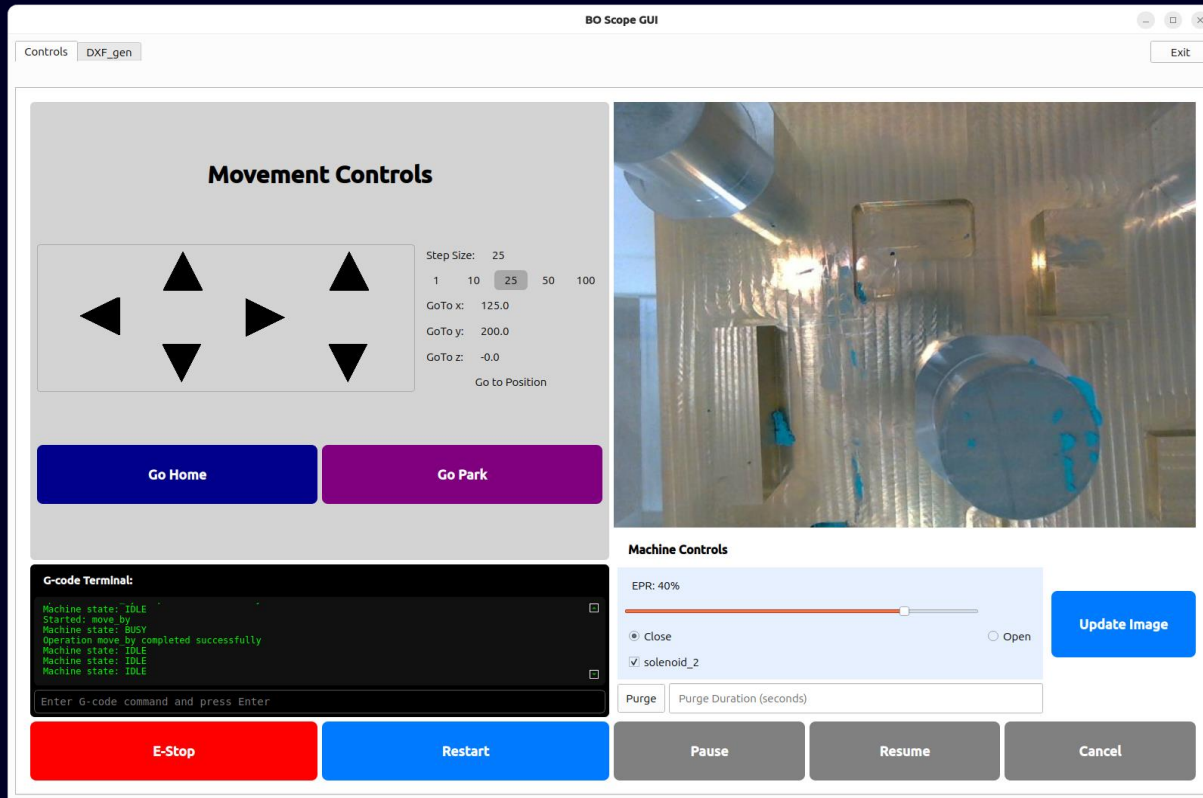 BO Scope GUI
Controls
DXF_gen
Exit
Movement Controls
Step Size: 25
1 10 25 50 100
GoTo x: 125.0
GoTo y: 200.0
GoTo z: -0.0
Go to Position
Go Home
Go Park
G-code Terminal:
Machine state: IDLE
Started: move_by
Machine state: BUSY
Operation move_by completed successfully
Machine state: IDLE
Machine state: IDLE
Machine state: IDLE
Enter G-code command and press Enter
Machine Controls
EPR: 40%
Close
Open
solenoid_2
Update Image
Purge
Purge Duration (seconds)
E-Stop
Restart
Pause
Resume
Cancel